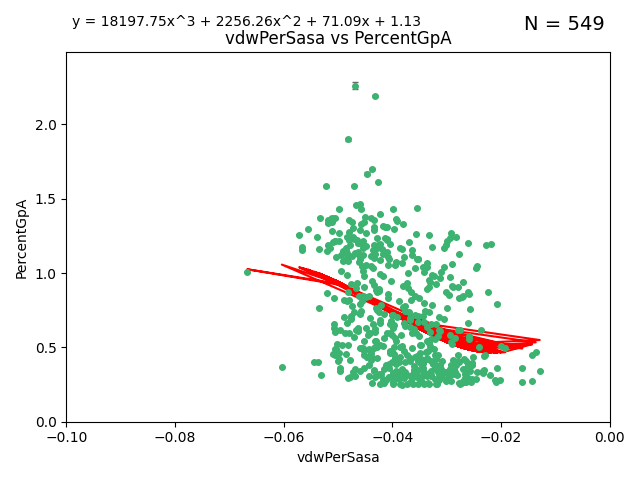 y = 18197.75x^3 + 2256.26x^2 + 71.09x + 1.13
N = 549
vdwPerSasa vs PercentGpA
PercentGpA
2.0
1.5
1.0
0.5
0.0
−0.10 −0.08 −0.06 −0.04 −0.02 0.00
vdwPerSasa